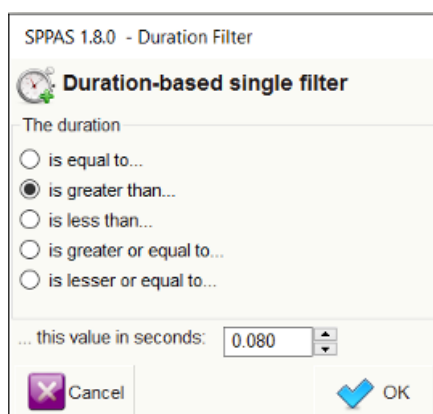 SPPAS 1.8.0 - Duration Filter
Duration-based single filter
The duration
is equal to...
is greater than...
is less than...
is greater or equal to...
is lesser or equal to...
... this value in seconds: 0.080
Cancel OK